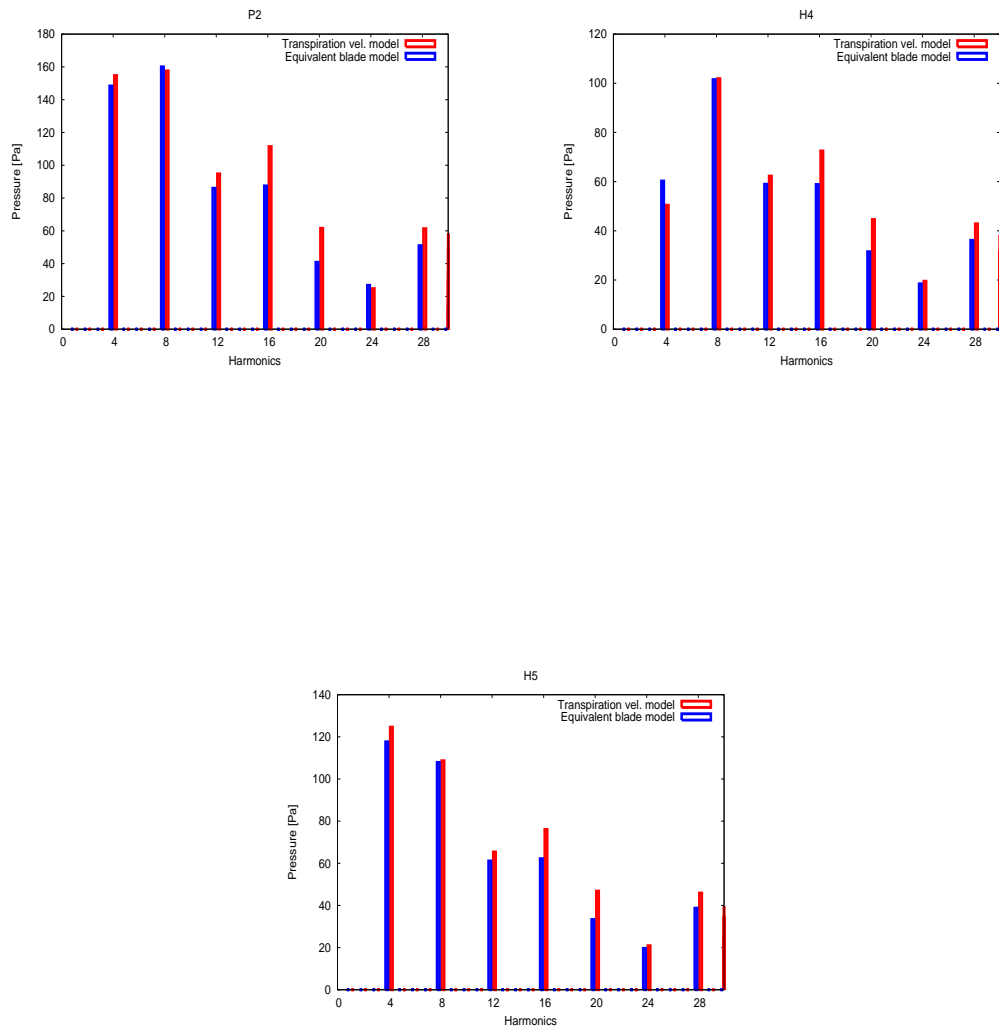 P2
Transpiration vel. model
Equivalent blade model
180
160
140
120
100
80
60
40
20
0
Pressure [Pa]
0 4 8 12 16 20 24 28
Harmonics
H4
Transpiration vel. model
Equivalent blade model
120
100
80
60
40
20
0
Pressure [Pa]
0 4 8 12 16 20 24 28
Harmonics
H5
Transpiration vel. model
Equivalent blade model
140
120
100
80
60
40
20
0
Pressure [Pa]
0 4 8 12 16 20 24 28
Harmonics